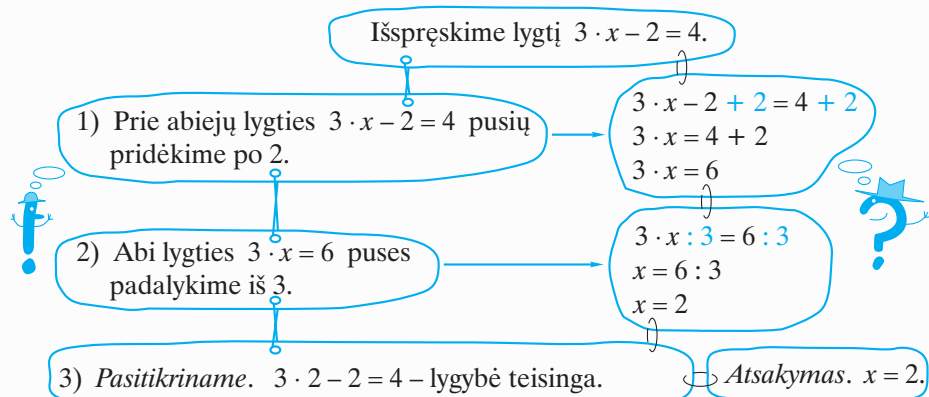 Išspręskime lygtį 3 · x – 2 = 4.
1) Prie abiejų lygties 3 · x – 2 = 4 pusių
pridėkime po 2.
3 · x – 2 + 2 = 4 + 2
3 · x = 4 + 2
3 · x = 6
2) Abi lygties 3 · x = 6 puses
padalykime iš 3.
3 · x : 3 = 6 : 3
x = 6 : 3
x = 2
3) Pasitikriname. 3 · 2 – 2 = 4 – lygybė teisinga.
Atsakymas. x = 2.